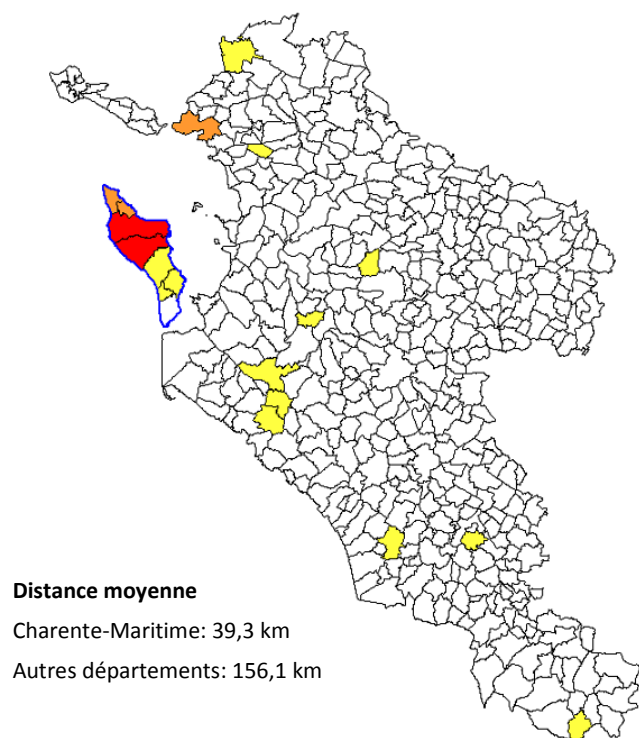 Distance moyenne
Charente-Maritime: 39,3 km
Autres départements: 156,1 km